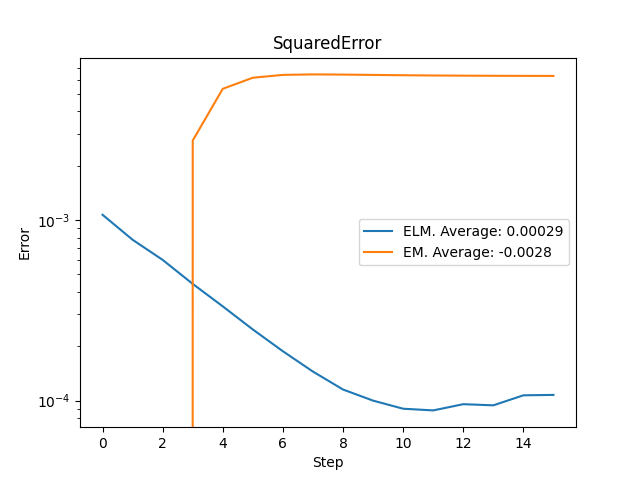 SquaredError
Error
10⁻³
10⁻⁴
ELM. Average: 0.00029
EM. Average: -0.0028
0 2 4 6 8 10 12 14
Step